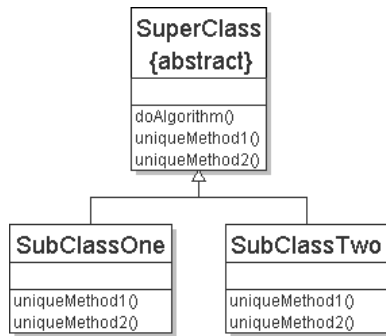 SuperClass
{abstract}
doAlgorithm()
uniqueMethod1()
uniqueMethod2()
SubClassOne
uniqueMethod1()
uniqueMethod2()
SubClassTwo
uniqueMethod1()
uniqueMethod2()